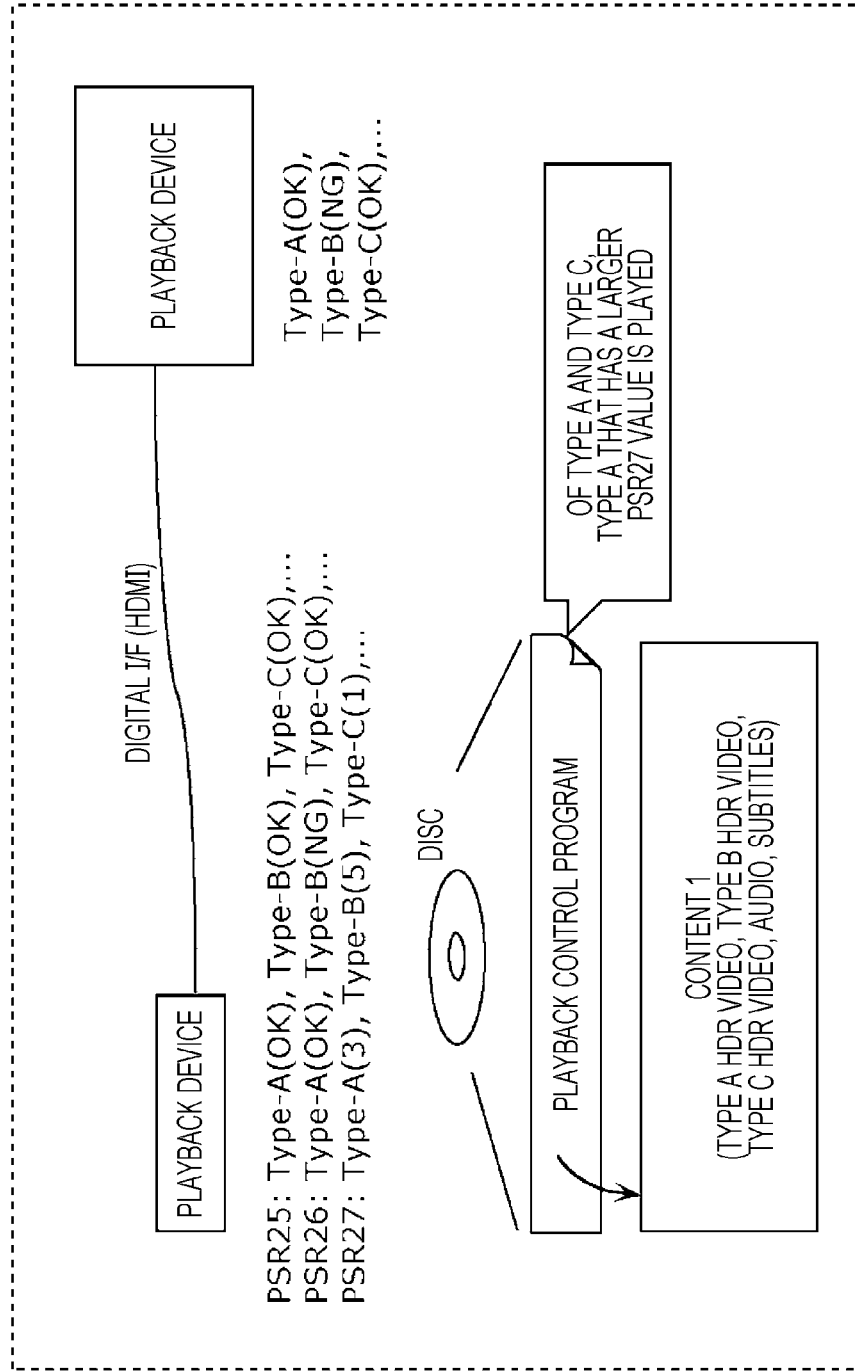 PLAYBACK DEVICE
DIGITAL I/F (HDMI)
PLAYBACK DEVICE
PSR25: Type-A(OK), Type-B(OK), Type-C(OK),...
PSR26: Type-A(OK), Type-B(NG), Type-C(OK),...
PSR27: Type-A(3), Type-B(5), Type-C(1),...
Type-A(OK),
Type-B(NG),
Type-C(OK),...
DISC
PLAYBACK CONTROL PROGRAM
OF TYPE A AND TYPE C,
TYPE A THAT HAS A LARGER
PSR27 VALUE IS PLAYED
CONTENT 1
(TYPE A HDR VIDEO, TYPE B HDR VIDEO,
TYPE C HDR VIDEO, AUDIO, SUBTITLES)